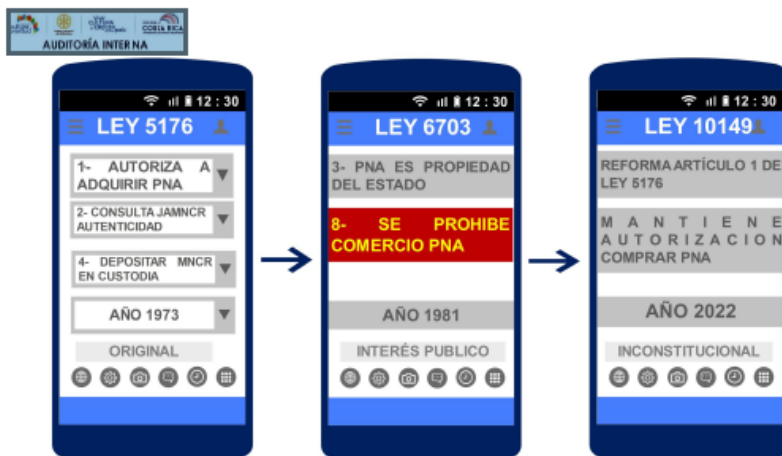 COSTA RICA
AUDITORÍA INTERNA
12 : 30
LEY 5176
1- AUTORIZA A
ADQUIRIR PNA
2- CONSULTA JAMNCR
AUTENTICIDAD
4- DEPOSITAR MNCR
EN CUSTODIA
AÑO 1973
ORIGINAL
12 : 30
LEY 6703
3- PNA ES PROPIEDAD
DEL ESTADO
8- SE PROHIBE
COMERCIO PNA
AÑO 1981
INTERÉS PUBLICO
12 : 30
LEY 10149
REFORMA ARTÍCULO 1 DE
LEY 5176
MANTIENE
AUTORIZACION
COMPRAR PNA
AÑO 2022
INCONSTITUCIONAL